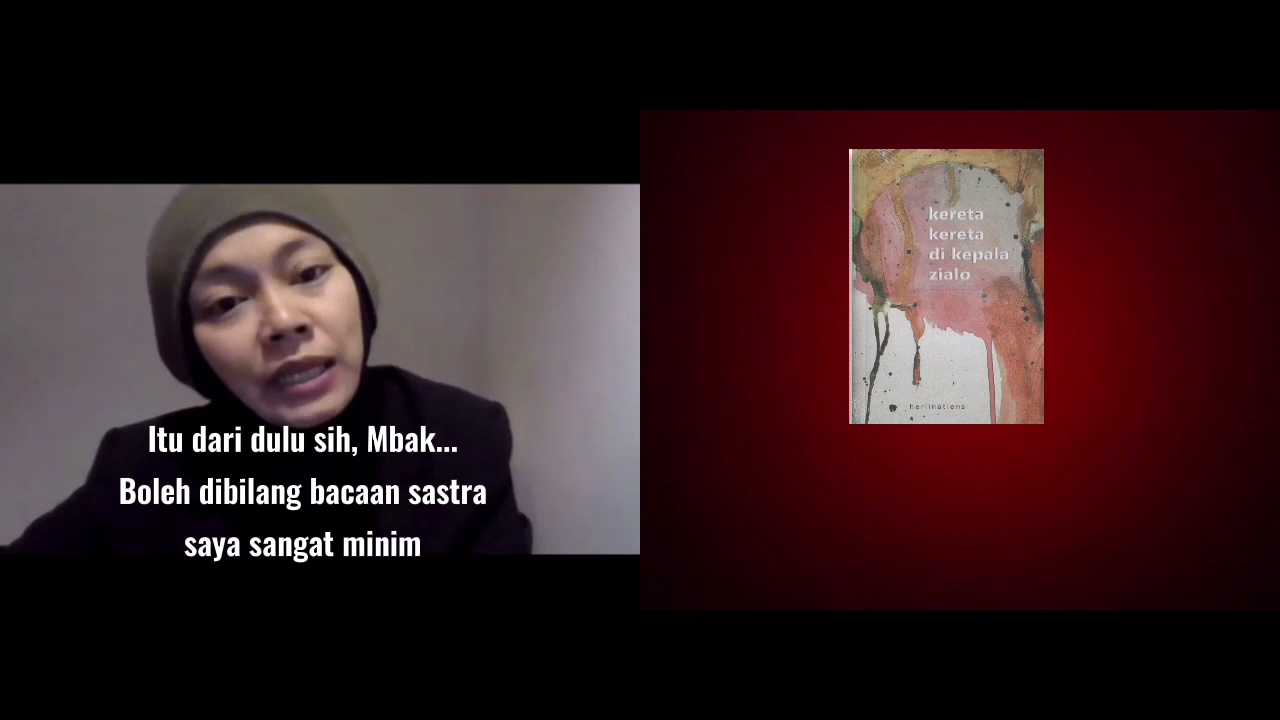 Itu dari dulu sih, Mbak...
Boleh dibilang bacaan sastra
saya sangat minim
kereta
kereta
di kepala
zialo
herlinatiens